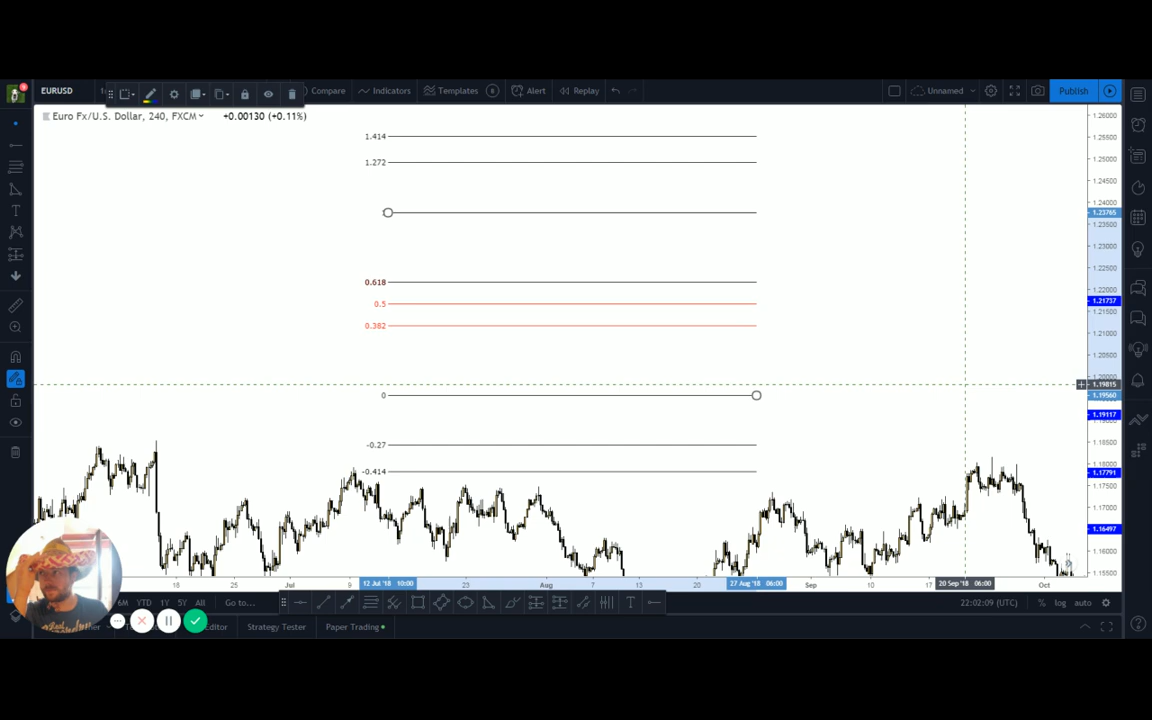 EURUSD
Compare
Indicators
Templates
Alert
Replay
Unnamed
Publish
Euro Fx/U.S. Dollar, 240, FXCM
+0.00130 (+0.11%)
1.414
1.272
0.618
0.5
0.382
0
-0.27
-0.414
1.26000
1.25500
1.25000
1.24500
1.24000
1.23765
1.23500
1.23000
1.22500
1.22000
1.21737
1.21500
1.21000
1.20500
1.20000
1.19815
1.19560
1.19117
1.18500
1.18000
1.17791
1.17500
1.17000
1.16497
1.16000
1.15500
18
25
Jul
9
12 Jul '18 10:00
23
Aug
7
13
20
27 Aug '18 06:00
Sep
10
17
20 Sep '18 06:00
Oct
6M
YTD
1Y
5Y
All
Go to...
22:02:09 (UTC)
%
log
auto
Strategy Tester
Paper Trading